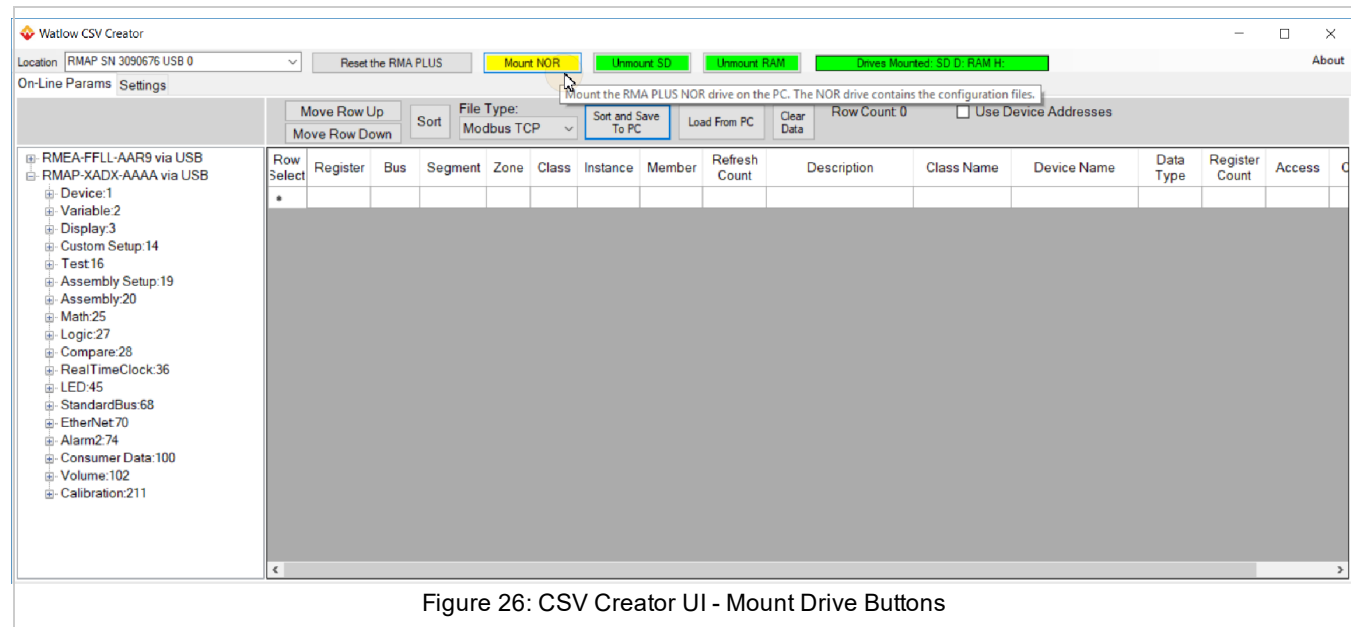 Watlow CSV Creator
Location RMAP SN 3090676 USB 0 Reset the RMA PLUS Mount NOR Unmount SD Unmount RAM Drives Mounted: SD D: RAM H: About
On-Line Params Settings
Mount the RMA PLUS NOR drive on the PC. The NOR drive contains the configuration files.
Move Row Up
Move Row Down
Sort
File Type:
Modbus TCP
Sort and Save
To PC
Load From PC
Clear
Data
Row Count 0
Use Device Addresses
RMEA-FFLL-AAR9 via USB
RMAP-XADX-AAAA via USB
Device:1
Variable:2
Display:3
Custom Setup:14
Test:16
Assembly Setup:19
Assembly:20
Math:25
Logic:27
Compare:28
RealTimeClock:36
LED:45
StandardBus:68
EtherNet:70
Alarm2:74
Consumer Data:100
Volume:102
Calibration:211
Row
Select
Register
Bus
Segment
Zone
Class
Instance
Member
Refresh
Count
Description
Class Name
Device Name
Data
Type
Register
Count
Access
Figure 26: CSV Creator UI - Mount Drive Buttons